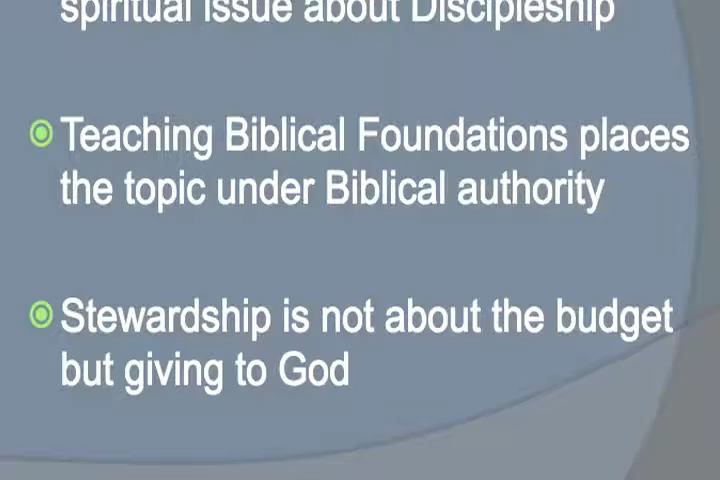 spiritual issue about Discipleship
Teaching Biblical Foundations places
the topic under Biblical authority
Stewardship is not about the budget
but giving to God